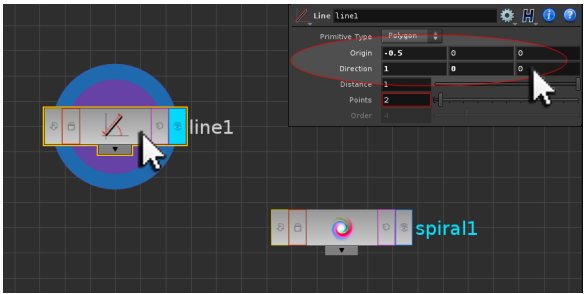 Line line1
Primitive Type Polygon
Origin -0.5 0 0
Direction 1 0 0
Distance 1
Points 2
Order 4
line1
spiral1